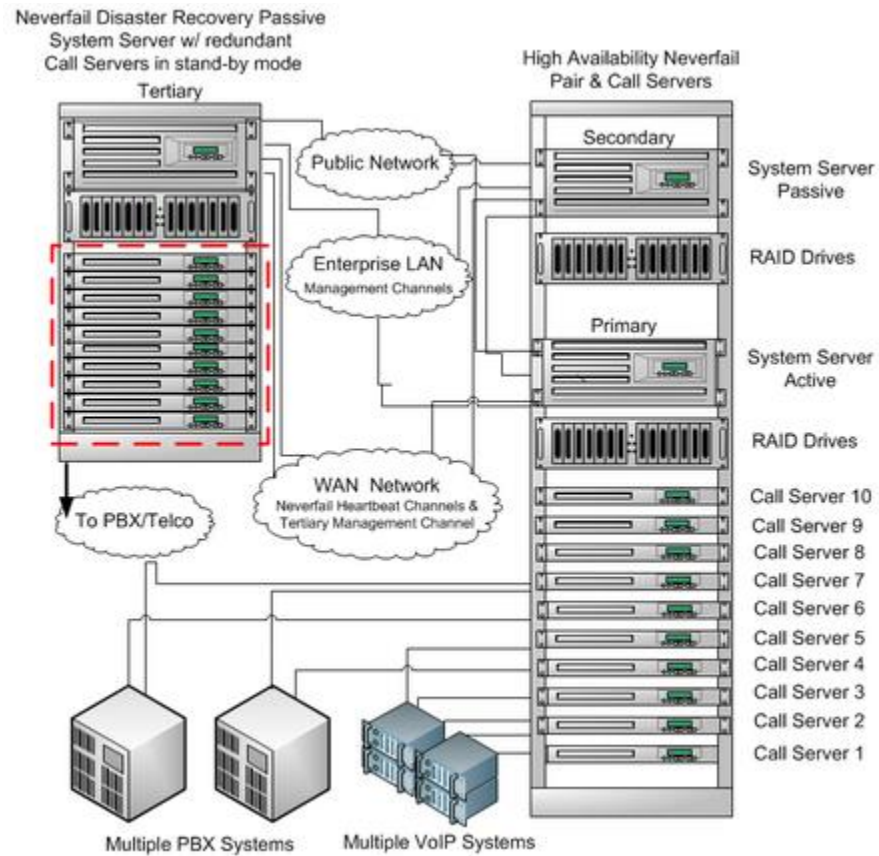 Neverfail Disaster Recovery Passive
System Server w/ redundant
Call Servers in stand-by mode
Tertiary
High Availability Neverfail
Pair & Call Servers
Secondary
System Server
Passive
RAID Drives
Primary
System Server
Active
RAID Drives
Call Server 10
Call Server 9
Call Server 8
Call Server 7
Call Server 6
Call Server 5
Call Server 4
Call Server 3
Call Server 2
Call Server 1
Public Network
Enterprise LAN
Management Channels
WAN Network
Neverfail Heartbeat Channels &
Tertiary Management Channel
To PBX/Telco
Multiple PBX Systems
Multiple VoIP Systems